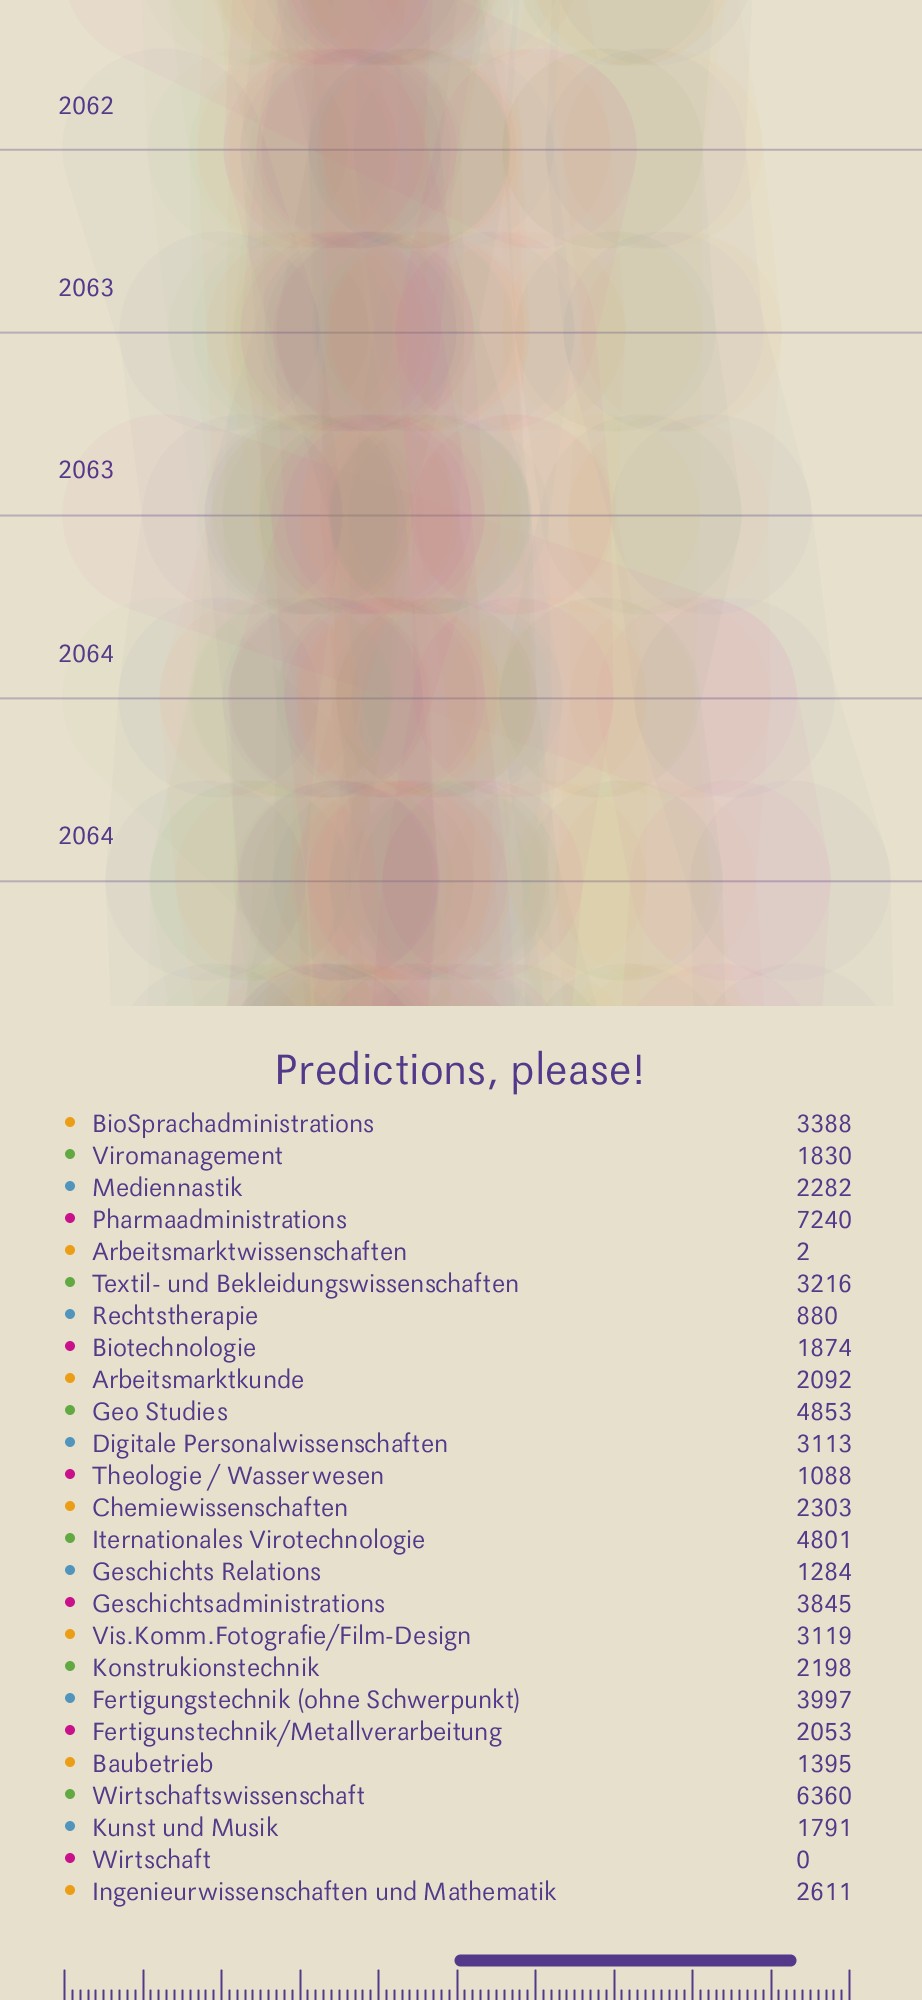 2062
2063
2063
2064
2064
Predictions, please!
BioSprachadministrations 3388
Viromanagement 1830
Mediennastik 2282
Pharmaadministrations 7240
Arbeitsmarktwissenschaften 2
Textil- und Bekleidungswissenschaften 3216
Rechtstherapie 880
Biotechnologie 1874
Arbeitsmarktkunde 2092
Geo Studies 4853
Digitale Personalwissenschaften 3113
Theologie / Wasserwesen 1088
Chemiewissenschaften 2303
Iternationales Virotechnologie 4801
Geschichts Relations 1284
Geschichtsadministrations 3845
Vis.Komm.Fotografie/Film-Design 3119
Konstrukionstechnik 2198
Fertigungstechnik (ohne Schwerpunkt) 3997
Fertigunstechnik/Metallverarbeitung 2053
Baubetrieb 1395
Wirtschaftswissenschaft 6360
Kunst und Musik 1791
Wirtschaft 0
Ingenieurwissenschaften und Mathematik 2611